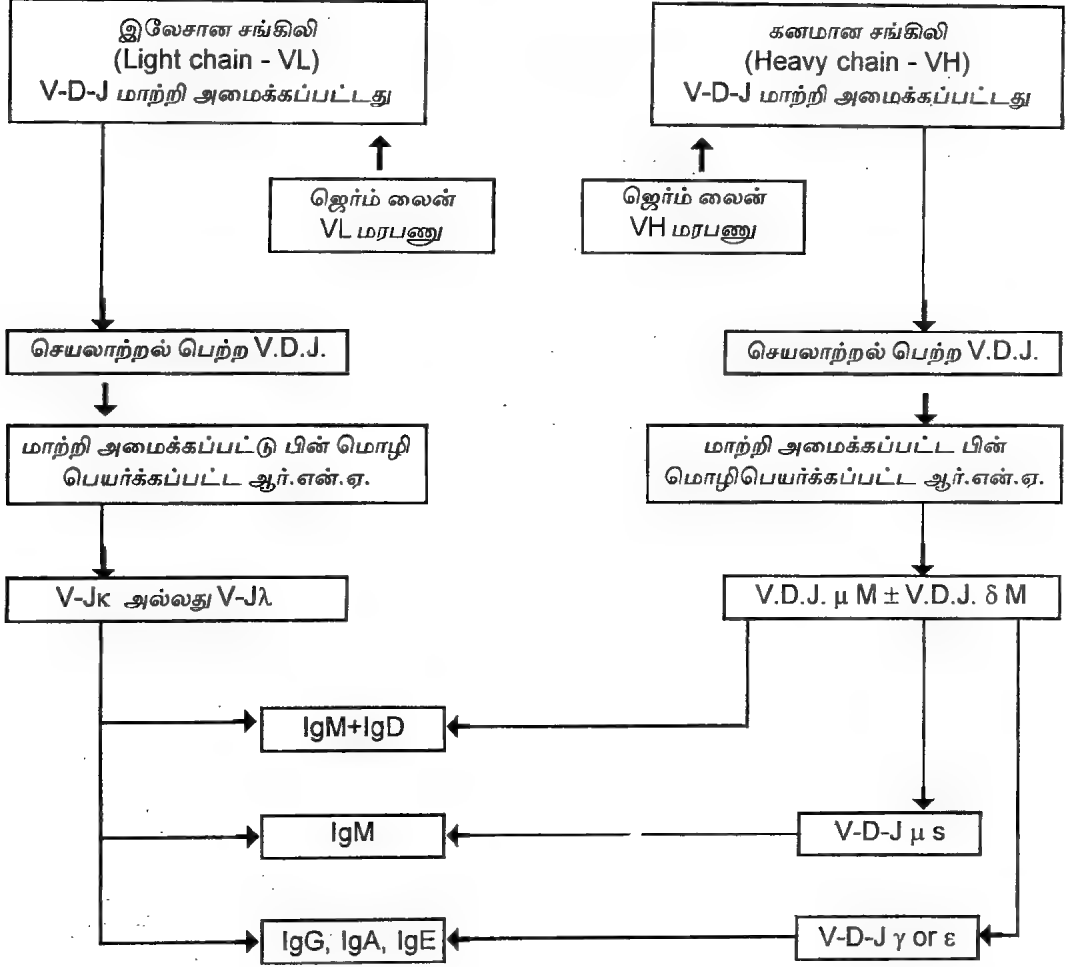 இலேசான சங்கிலி
(Light chain - VL)
V-D-J மாற்றி அமைக்கப்பட்டது
கனமான சங்கிலி
(Heavy chain - VH)
V-D-J மாற்றி அமைக்கப்பட்டது
ஜெர்ம் லைன்
VL மரபணு
ஜெர்ம் லைன்
VH மரபணு
செயலாற்றல் பெற்ற V.D.J.
செயலாற்றல் பெற்ற V.D.J.
மாற்றி அமைக்கப்பட்டு பின் மொழி
பெயர்க்கப்பட்ட ஆர்.என்.ஏ.
மாற்றி அமைக்கப்பட்ட பின்
மொழிபெயர்க்கப்பட்ட ஆர்.என்.ஏ.
V-Jκ அல்லது V-Jλ
V.D.J. μ M ± V.D.J. δ M
IgM+IgD
IgM
V-D-J μ s
IgG, IgA, IgE
V-D-J γ or ε